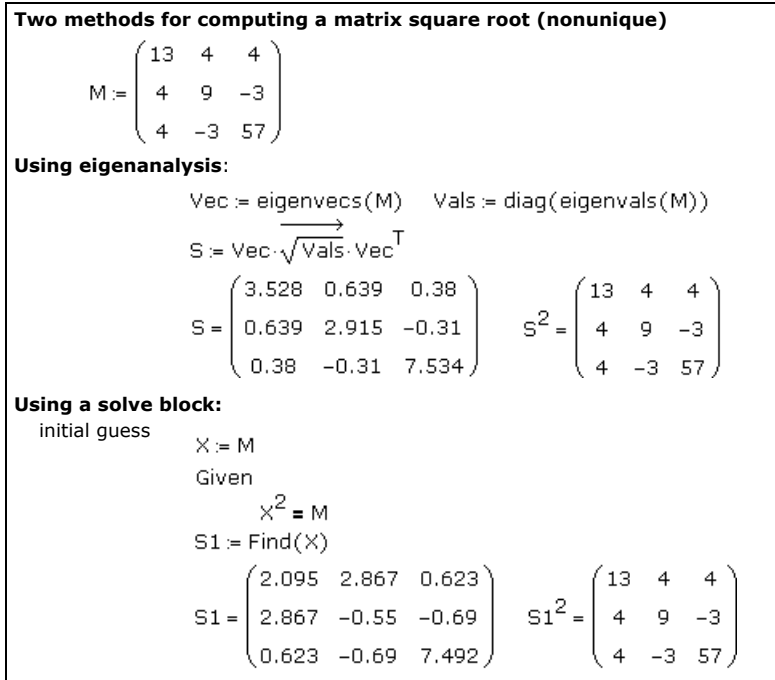 Two methods for computing a matrix square root (nonunique)
M := ( 13 4 4
4 9 −3
4 −3 57 )
Using eigenanalysis:
Vec := eigenvecs(M) Vals := diag(eigenvals(M))
S := Vec·√Vals·Vec^T
S = ( 3.528 0.639 0.38 S^2 = ( 13 4 4
0.639 2.915 −0.31 4 9 −3
0.38 −0.31 7.534 ) 4 −3 57 )
Using a solve block:
initial guess X := M
Given
X^2 = M
S1 := Find(X)
S1 = ( 2.095 2.867 0.623 S1^2 = ( 13 4 4
2.867 −0.55 −0.69 4 9 −3
0.623 −0.69 7.492 ) 4 −3 57 )